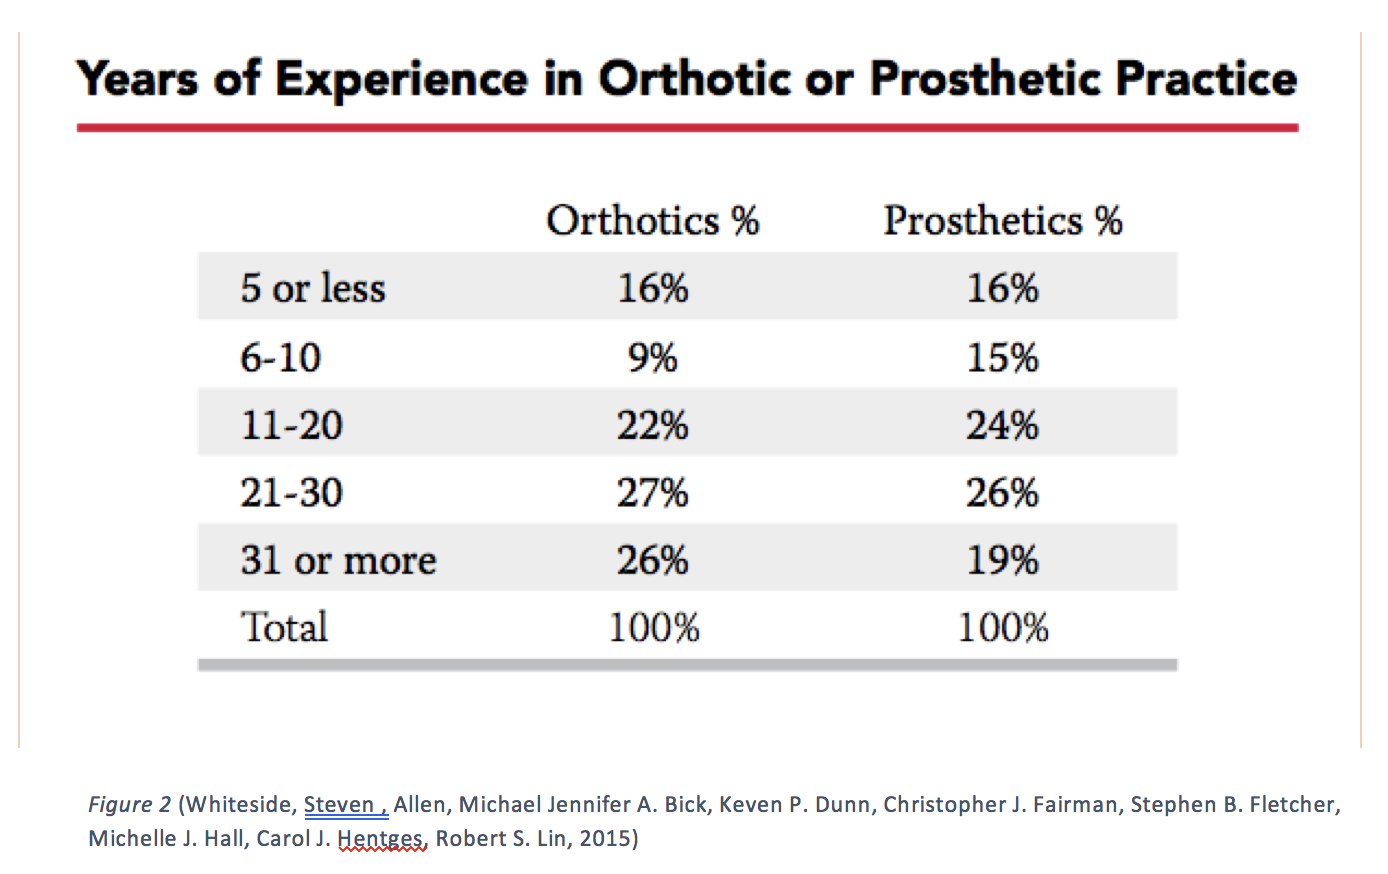 Years of Experience in Orthotic or Prosthetic Practice
Orthotics % Prosthetics %
5 or less 16% 16%
6-10 9% 15%
11-20 22% 24%
21-30 27% 26%
31 or more 26% 19%
Total 100% 100%
Figure 2 (Whiteside, Steven , Allen, Michael Jennifer A. Bick, Keven P. Dunn, Christopher J. Fairman, Stephen B. Fletcher,
Michelle J. Hall, Carol J. Hentges, Robert S. Lin, 2015)